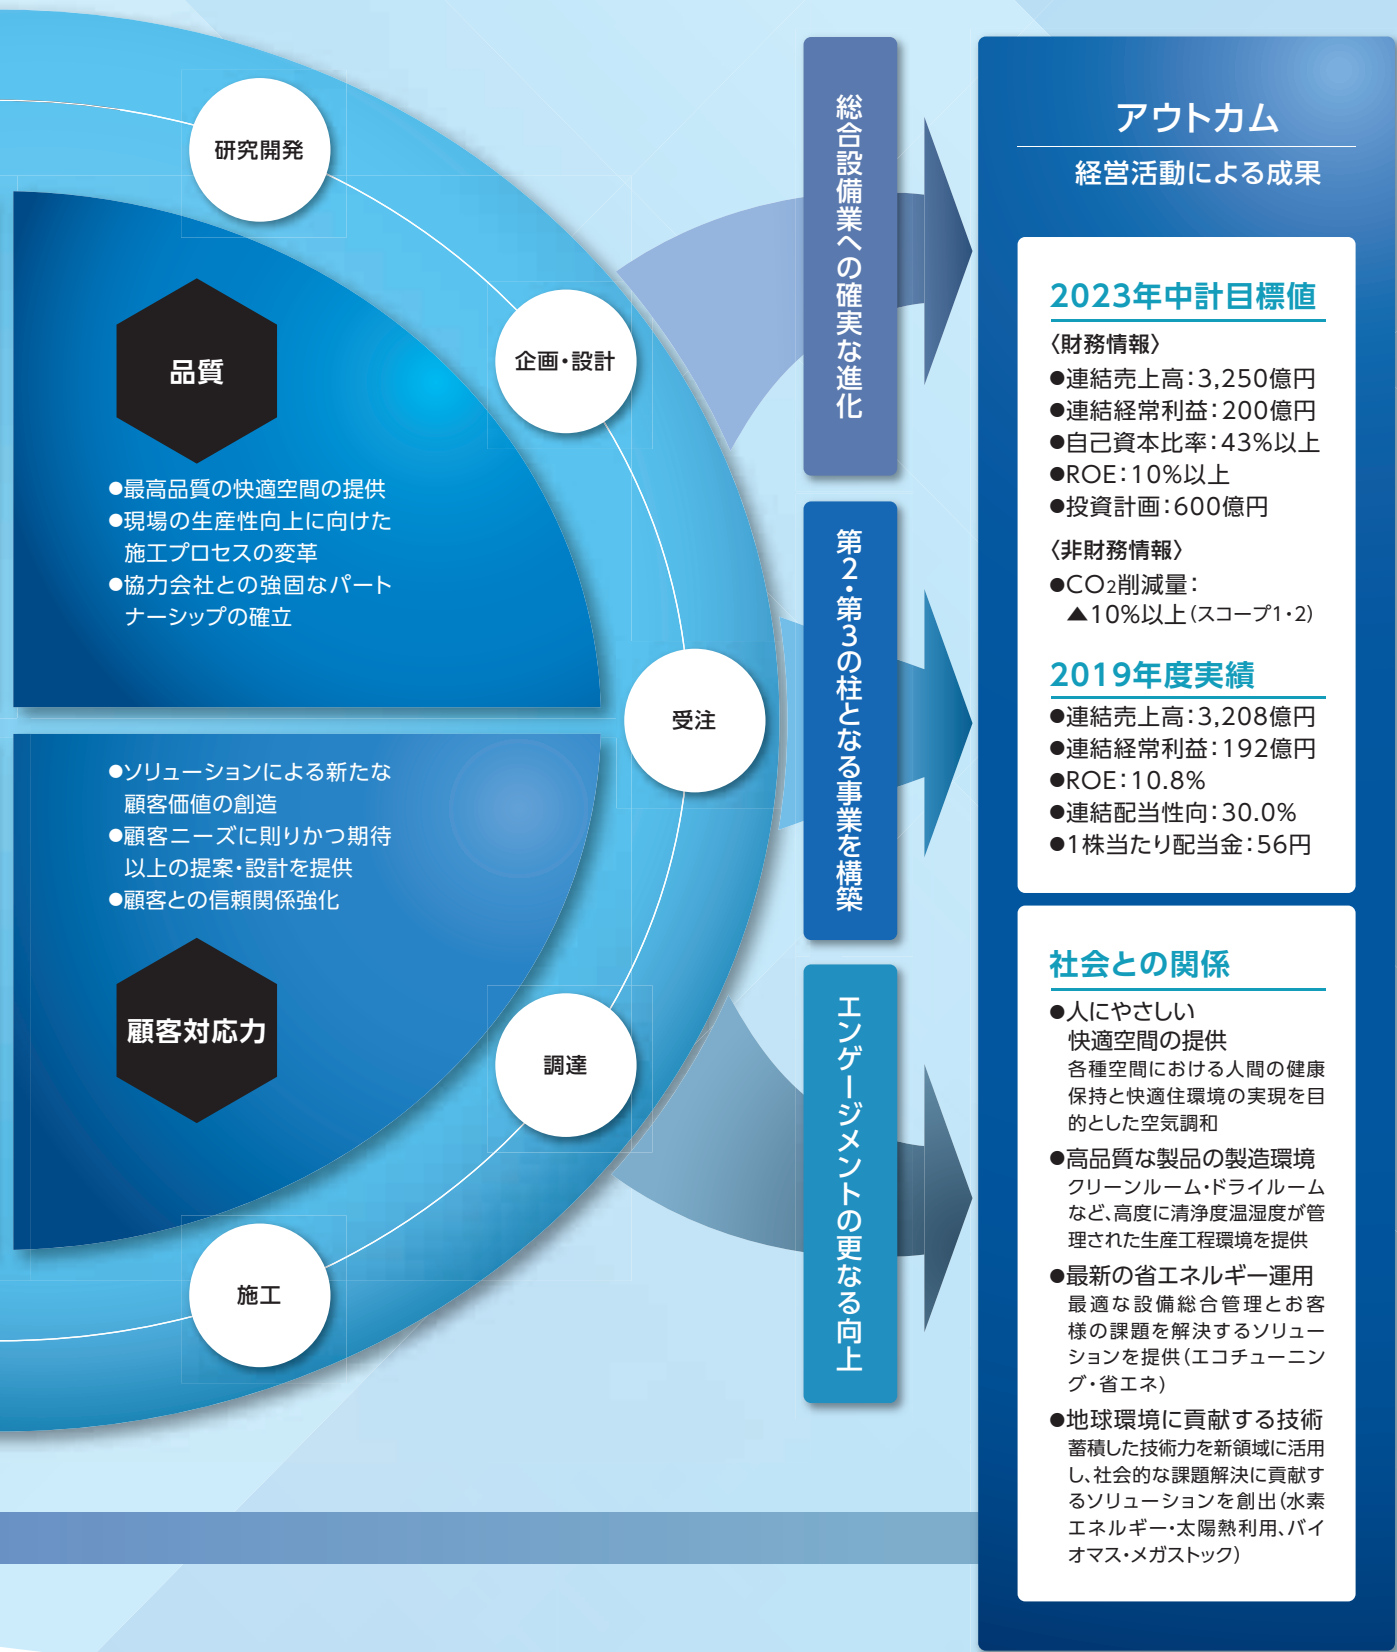 研究開発
企画・設計
受注
調達
施工
品質
●最高品質の快適空間の提供
●現場の生産性向上に向けた
施工プロセスの変革
●協力会社との強固なパート
ナーシップの確立
●ソリューションによる新たな
顧客価値の創造
●顧客ニーズに則りかつ期待
以上の提案・設計を提供
●顧客との信頼関係強化
顧客対応力
総合設備業への確実な進化
第2・第3の柱となる事業を構築
エンゲージメントの更なる向上
アウトカム
経営活動による成果
2023年中計目標値
〈財務情報〉
●連結売上高：3,250億円
●連結経常利益：200億円
●自己資本比率：43%以上
●ROE：10%以上
●投資計画：600億円
〈非財務情報〉
●CO2削減量：
▲10%以上（スコープ1・2）
2019年度実績
●連結売上高：3,208億円
●連結経常利益：192億円
●ROE：10.8%
●連結配当性向：30.0%
●1株当たり配当金：56円
社会との関係
●人にやさしい
快適空間の提供
各種空間における人間の健康
保持と快適住環境の実現を目
的とした空気調和
●高品質な製品の製造環境
クリーンルーム・ドライルーム
など、高度に清浄度温湿度が管
理された生産工程環境を提供
●最新の省エネルギー運用
最適な設備総合管理とお客
様の課題を解決するソリュー
ションを提供（エコチューニン
グ・省エネ）
●地球環境に貢献する技術
蓄積した技術力を新領域に活用
し、社会的な課題解決に貢献す
るソリューションを創出（水素
エネルギー・太陽熱利用、バイ
オマス・メガストック）